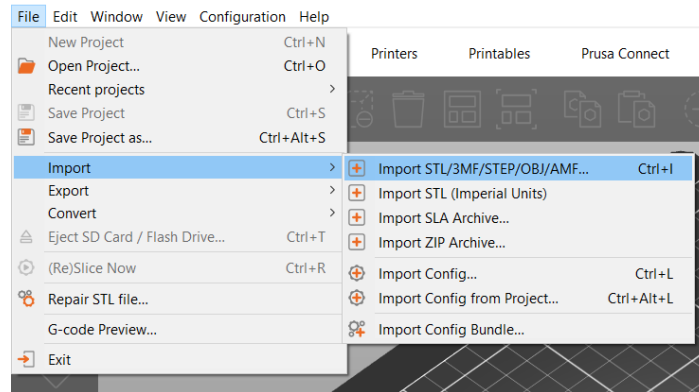 File Edit Window View Configuration Help
New Project Ctrl+N
Printers Printables Prusa Connect
Open Project... Ctrl+O
Recent projects
Save Project Ctrl+S
Save Project as... Ctrl+Alt+S
Import
Export
Convert
Eject SD Card / Flash Drive... Ctrl+T
(Re)Slice Now Ctrl+R
Repair STL file...
G-code Preview...
Exit
Import STL/3MF/STEP/OBJ/AMF... Ctrl+I
Import STL (Imperial Units)
Import SLA Archive...
Import ZIP Archive...
Import Config... Ctrl+L
Import Config from Project... Ctrl+Alt+L
Import Config Bundle...